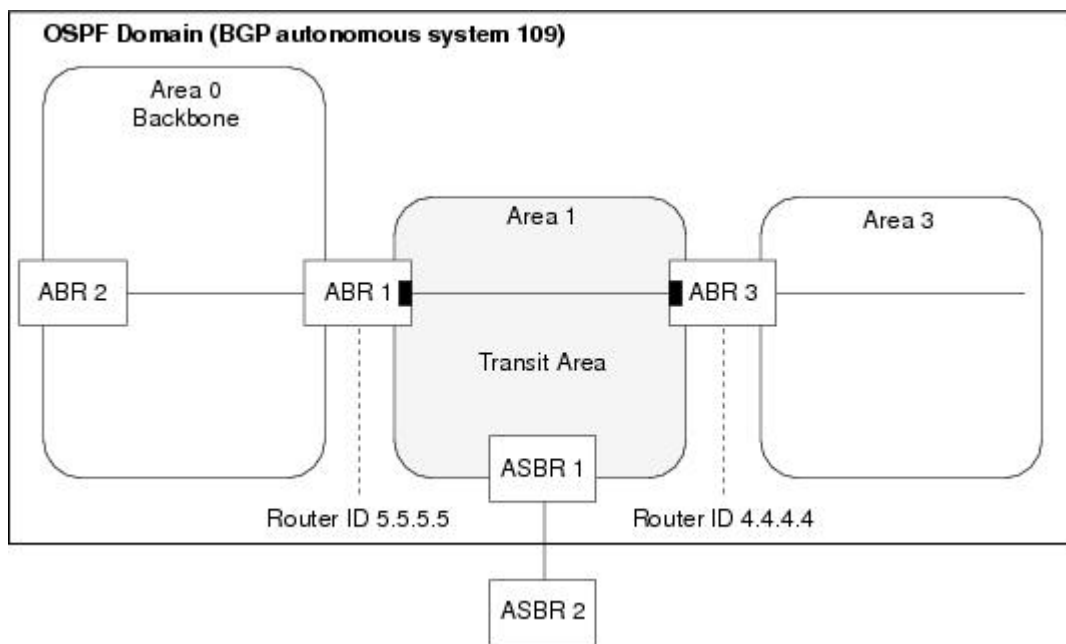 OSPF Domain (BGP autonomous system 109)
Area 0
Backbone
Area 1
Area 3
ABR 2
ABR 1
ABR 3
Transit Area
ASBR 1
Router ID 5.5.5.5
Router ID 4.4.4.4
ASBR 2